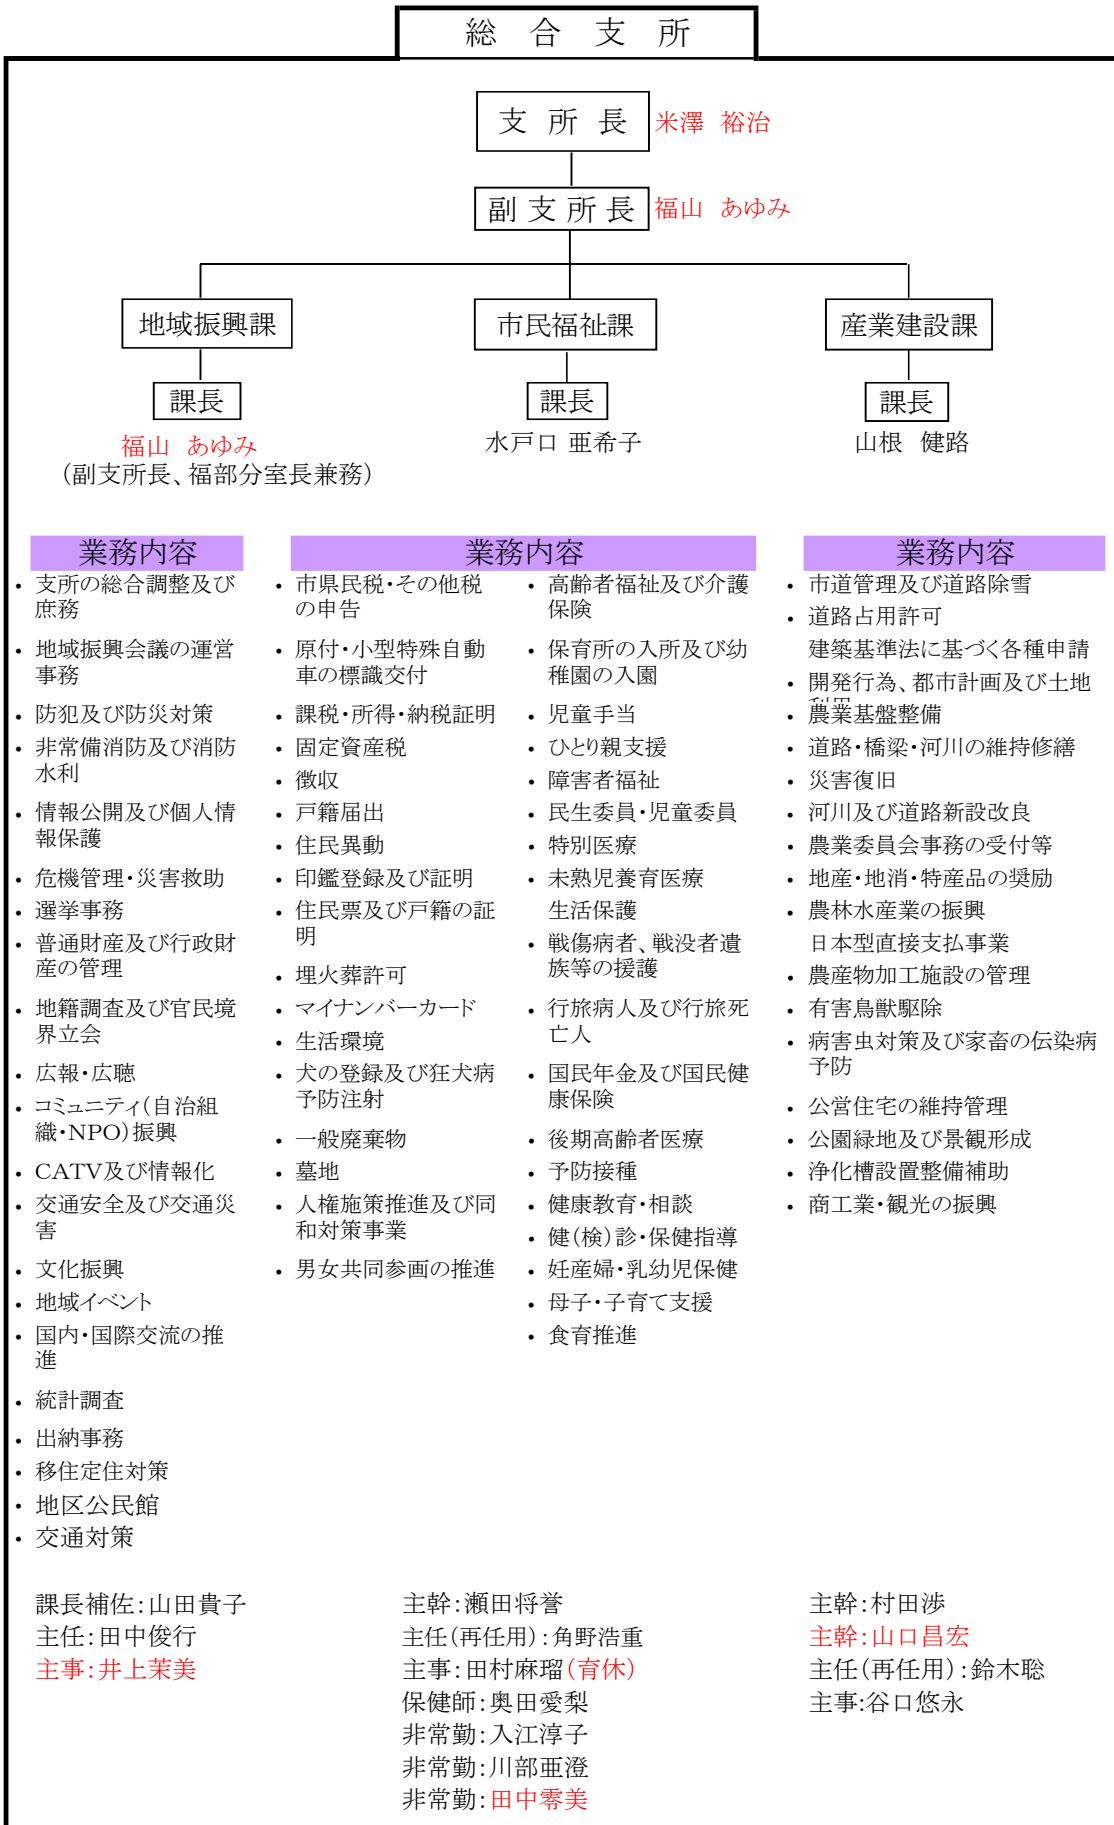 総合支所
支所長 米澤 裕治
副支所長 福山 あゆみ
地域振興課
市民福祉課
産業建設課
課長
課長
課長
福山 あゆみ
(副支所長、福部分室長兼務)
水戸口 亜希子
山根 健路
業務内容
・ 支所の総合調整及び
庶務
・ 地域振興会議の運営
事務
・ 防犯及び防災対策
・ 非常備消防及び消防
水利
・ 情報公開及び個人情
報保護
・ 危機管理・災害救助
・ 選挙事務
・ 普通財産及び行政財
産の管理
・ 地籍調査及び官民境
界立会
・ 広報・広聴
・ コミュニティ(自治組
織・NPO)振興
・ CATV及び情報化
・ 交通安全及び交通災
害
・ 文化振興
・ 地域イベント
・ 国内・国際交流の推
進
・ 統計調査
・ 出納事務
・ 移住定住対策
・ 地区公民館
・ 交通対策
業務内容
・ 市県民税・その他税
の申告
・ 原付・小型特殊自動
車の標識交付
・ 課税・所得・納税証明
・ 固定資産税
・ 徴収
・ 戸籍届出
・ 住民異動
・ 印鑑登録及び証明
・ 住民票及び戸籍の証
明
・ 埋火葬許可
・ マイナンバーカード
・ 生活環境
・ 犬の登録及び狂犬病
予防注射
・ 一般廃棄物
・ 墓地
・ 人権施策推進及び同
和対策事業
・ 男女共同参画の推進
・ 高齢者福祉及び介護
保険
・ 保育所の入所及び幼
稚園の入園
・ 児童手当
・ ひとり親支援
・ 障害者福祉
・ 民生委員・児童委員
・ 特別医療
・ 未熟児養育医療
生活保護
・ 戦傷病者、戦没者遺
族等の援護
・ 行旅病人及び行旅死
亡人
・ 国民年金及び国民健
康保険
・ 後期高齢者医療
・ 予防接種
・ 健康教育・相談
・ 健(検)診・保健指導
・ 妊産婦・乳幼児保健
・ 母子・子育て支援
・ 食育推進
業務内容
・ 市道管理及び道路除雪
・ 道路占用許可
建築基準法に基づく各種申請
・ 開発行為、都市計画及び土地
・ 農業基盤整備
・ 道路・橋梁・河川の維持修繕
・ 災害復旧
・ 河川及び道路新設改良
・ 農業委員会事務の受付等
・ 地産・地消・特産品の奨励
・ 農林水産業の振興
日本型直接支払事業
・ 農産物加工施設の管理
・ 有害鳥獣駆除
・ 病害虫対策及び家畜の伝染病
予防
・ 公営住宅の維持管理
・ 公園緑地及び景観形成
・ 浄化槽設置整備補助
・ 商工業・観光の振興
課長補佐:山田貴子
主任:田中俊行
主事:井上茉美
主幹:瀬田将誉
主任(再任用):角野浩重
主事:田村麻瑠(育休)
保健師:奥田愛梨
非常勤:入江淳子
非常勤:川部亜澄
非常勤:田中零美
主幹:村田渉
主幹:山口昌宏
主任(再任用):鈴木聡
主事:谷口悠永